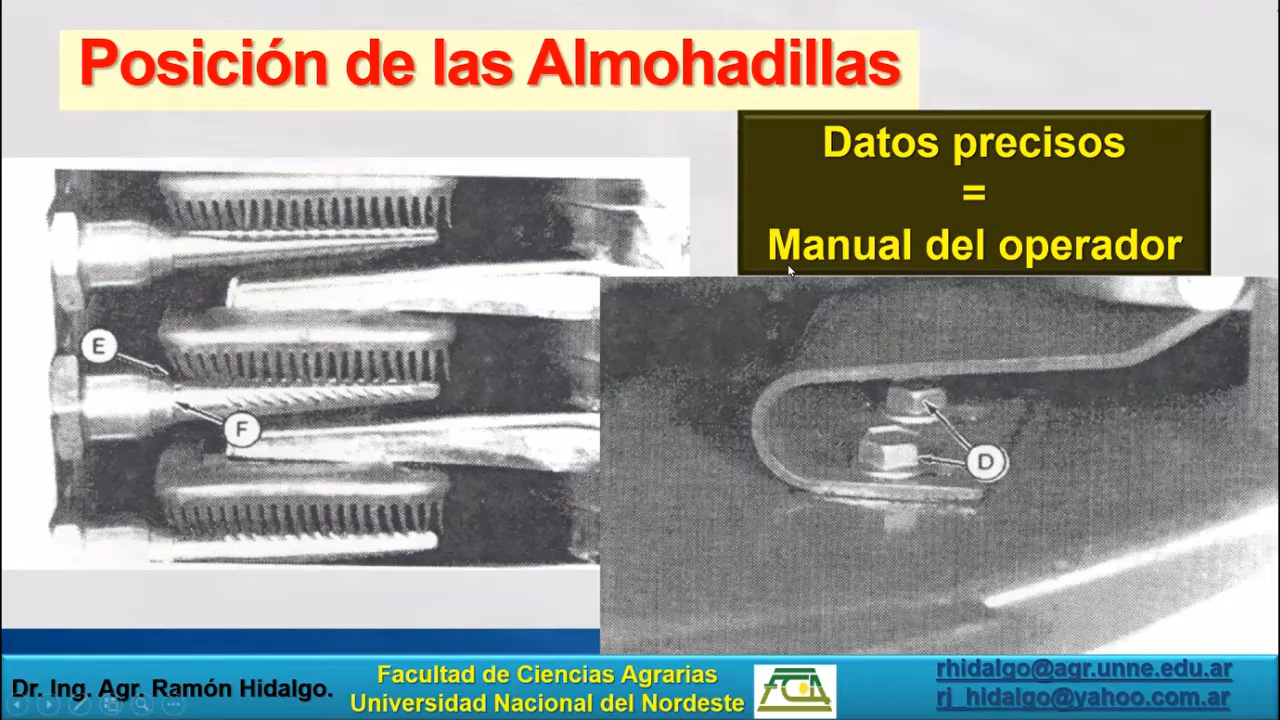 Posición de las Almohadillas
Datos precisos
=
Manual del operador
E
F
D
Dr. Ing. Agr. Ramón Hidalgo.
Facultad de Ciencias Agrarias
Universidad Nacional del Nordeste
FCA
rhidalgo@agr.unne.edu.ar
rj_hidalgo@yahoo.com.ar